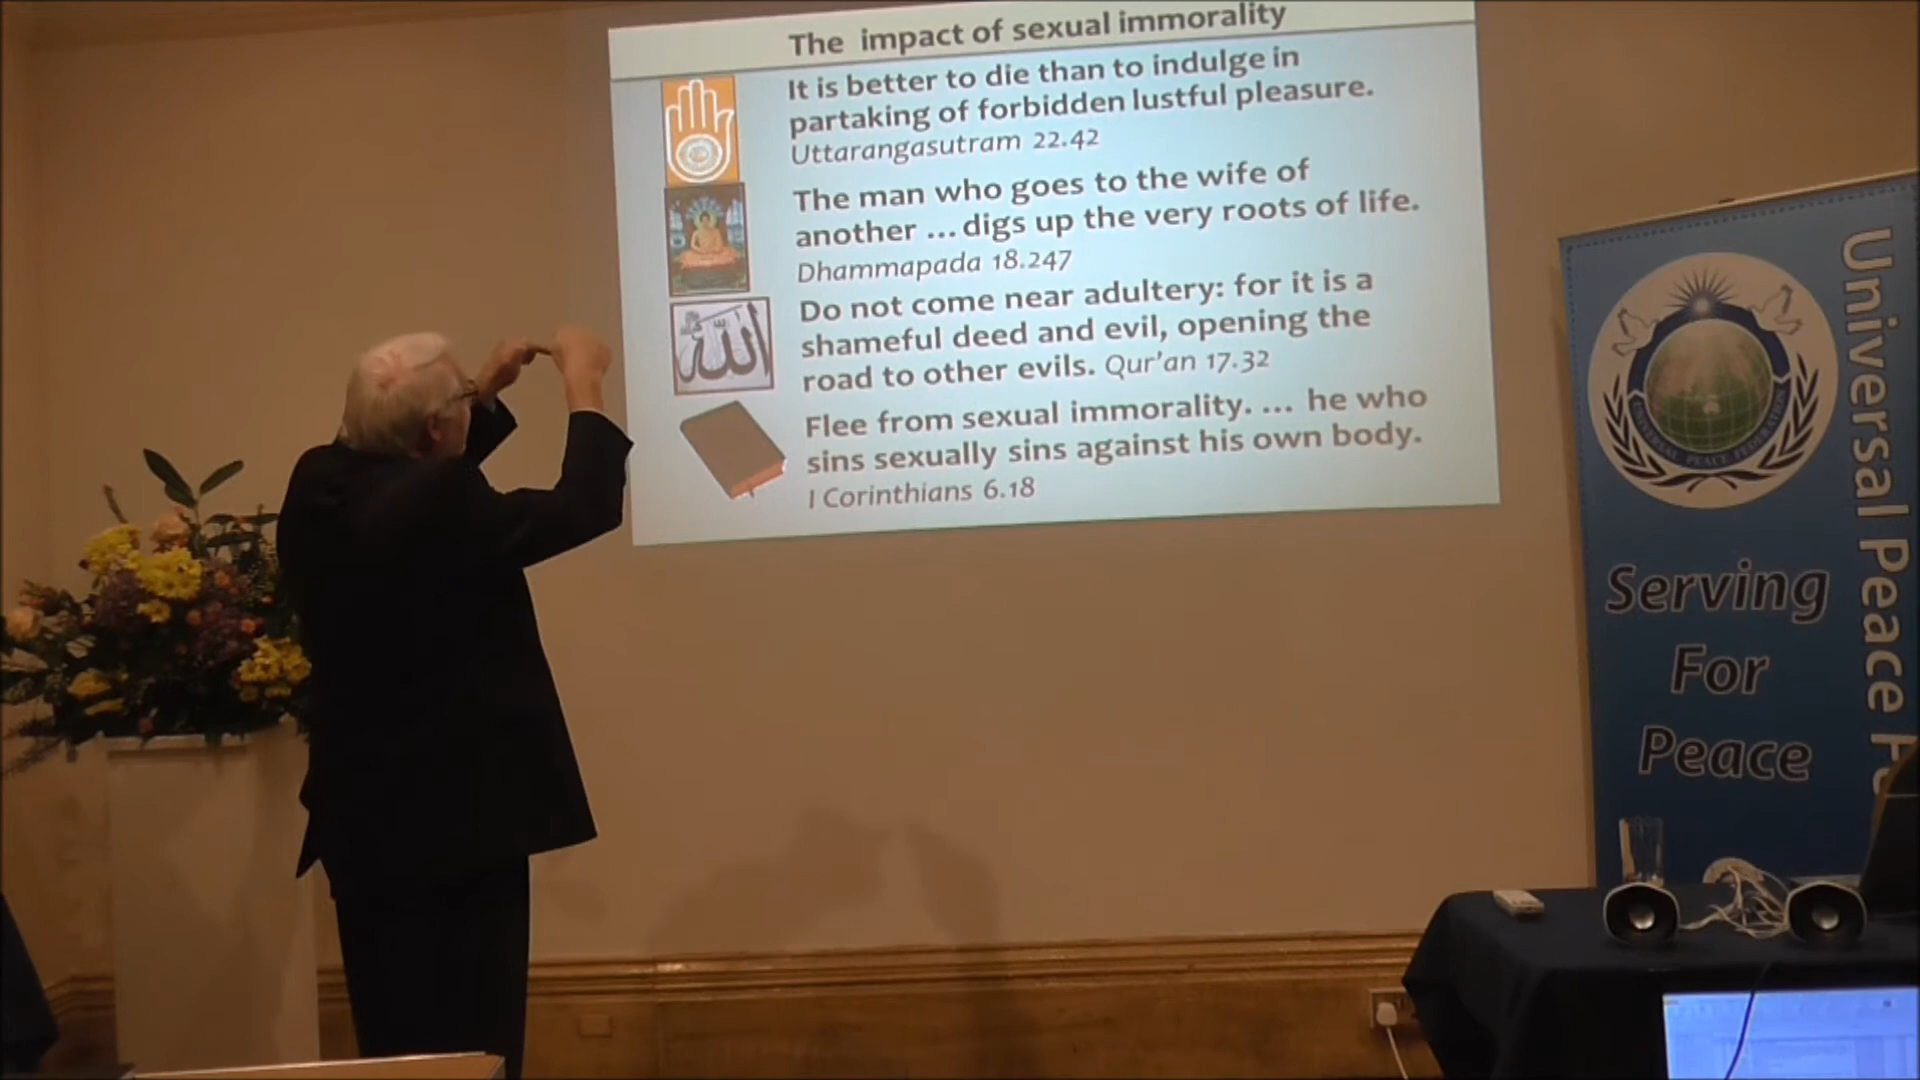 The impact of sexual immorality
It is better to die than to indulge in
partaking of forbidden lustful pleasure.
Uttarangasutram 22.42
The man who goes to the wife of
another ... digs up the very roots of life.
Dhammapada 18.247
Do not come near adultery: for it is a
shameful deed and evil, opening the
road to other evils. Qur'an 17.32
Flee from sexual immorality. ... he who
sins sexually sins against his own body.
I Corinthians 6.18
الله
UNIVERSAL PEACE FEDERATION
Serving
For
Peace
Universal Peace F